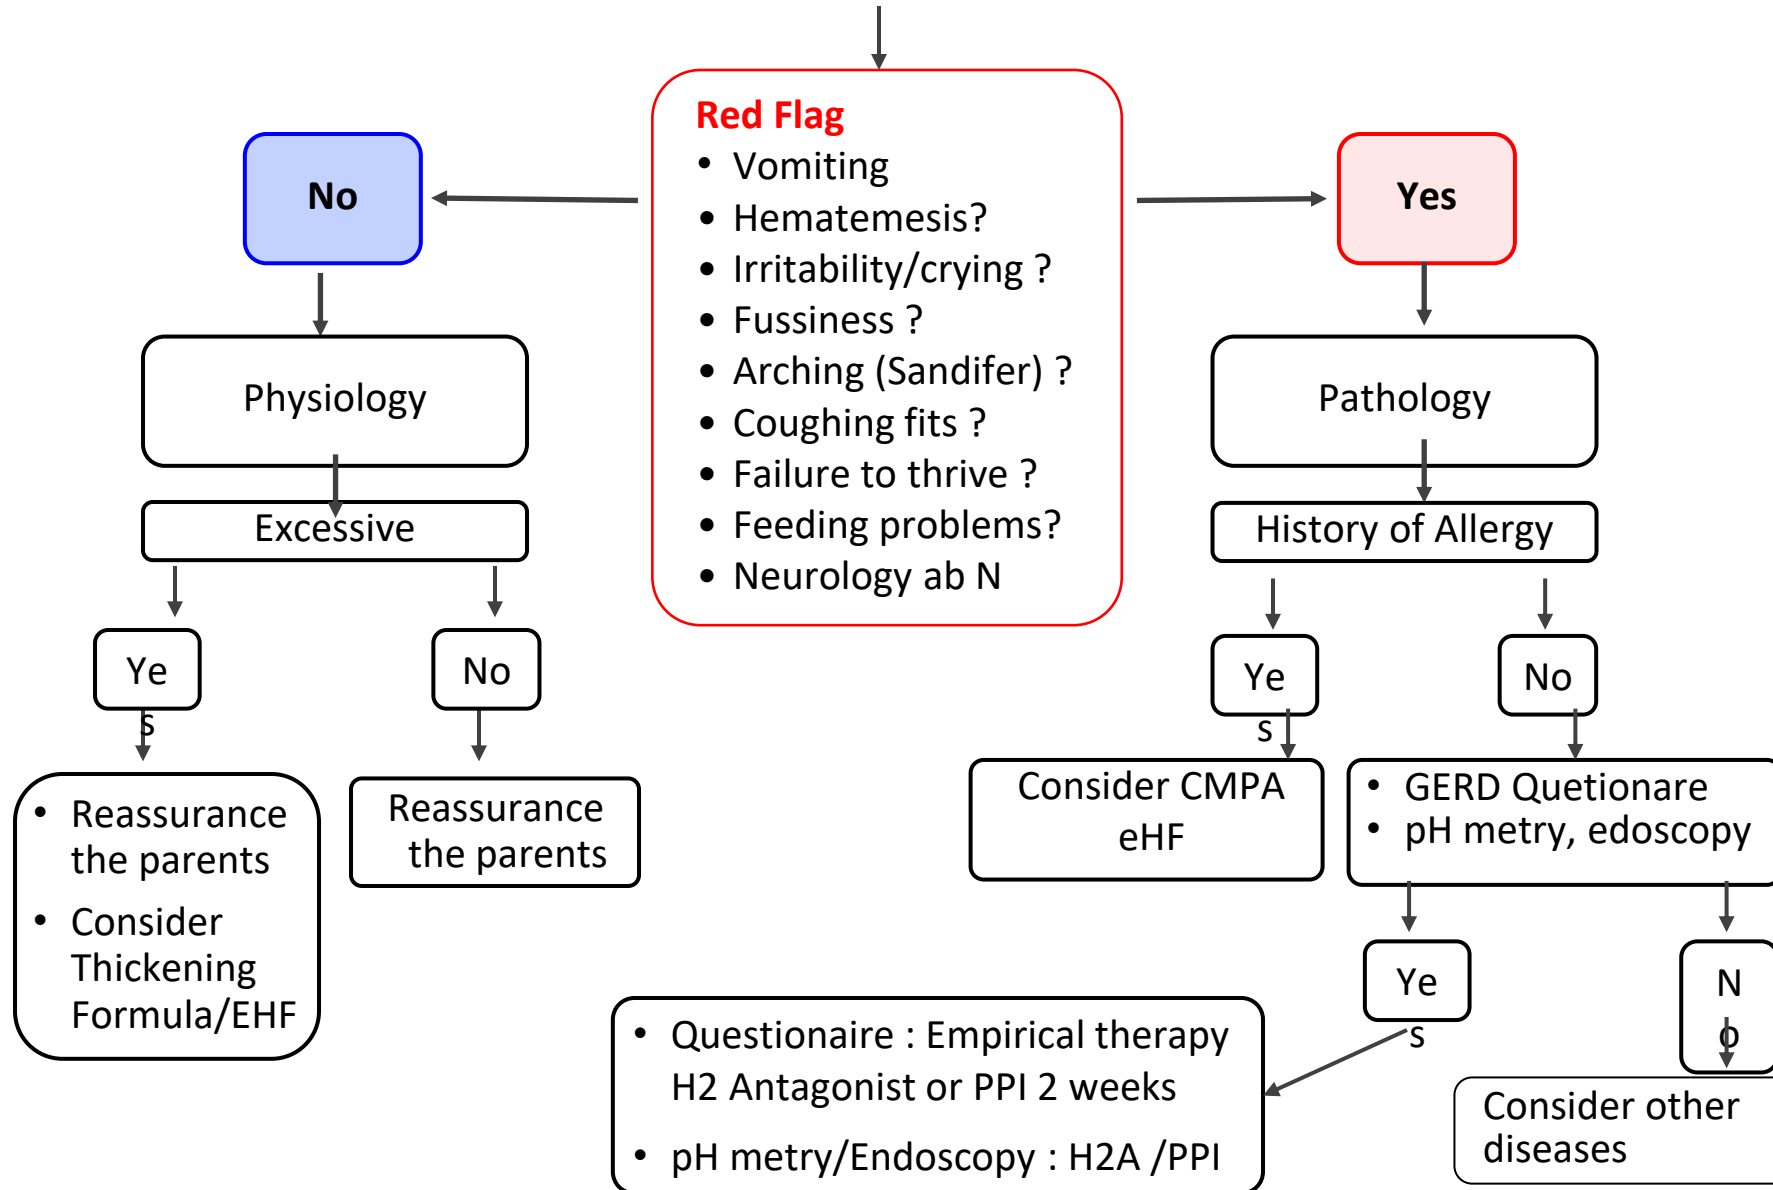 Red Flag
• Vomiting
• Hematemesis?
• Irritability/crying ?
• Fussiness ?
• Arching (Sandifer) ?
• Coughing fits ?
• Failure to thrive ?
• Feeding problems?
• Neurology ab N
No
Yes
Physiology
Pathology
Excessive
History of Allergy
Ye
s
No
Ye
s
No
• Reassurance
the parents
• Consider
Thickening
Formula/EHF
Reassurance
the parents
Consider CMPA
eHF
• GERD Quetionare
• pH metry, edoscopy
Ye
s
N
o
• Questionaire : Empirical therapy
H2 Antagonist or PPI 2 weeks
• pH metry/Endoscopy : H2A /PPI
Consider other
diseases